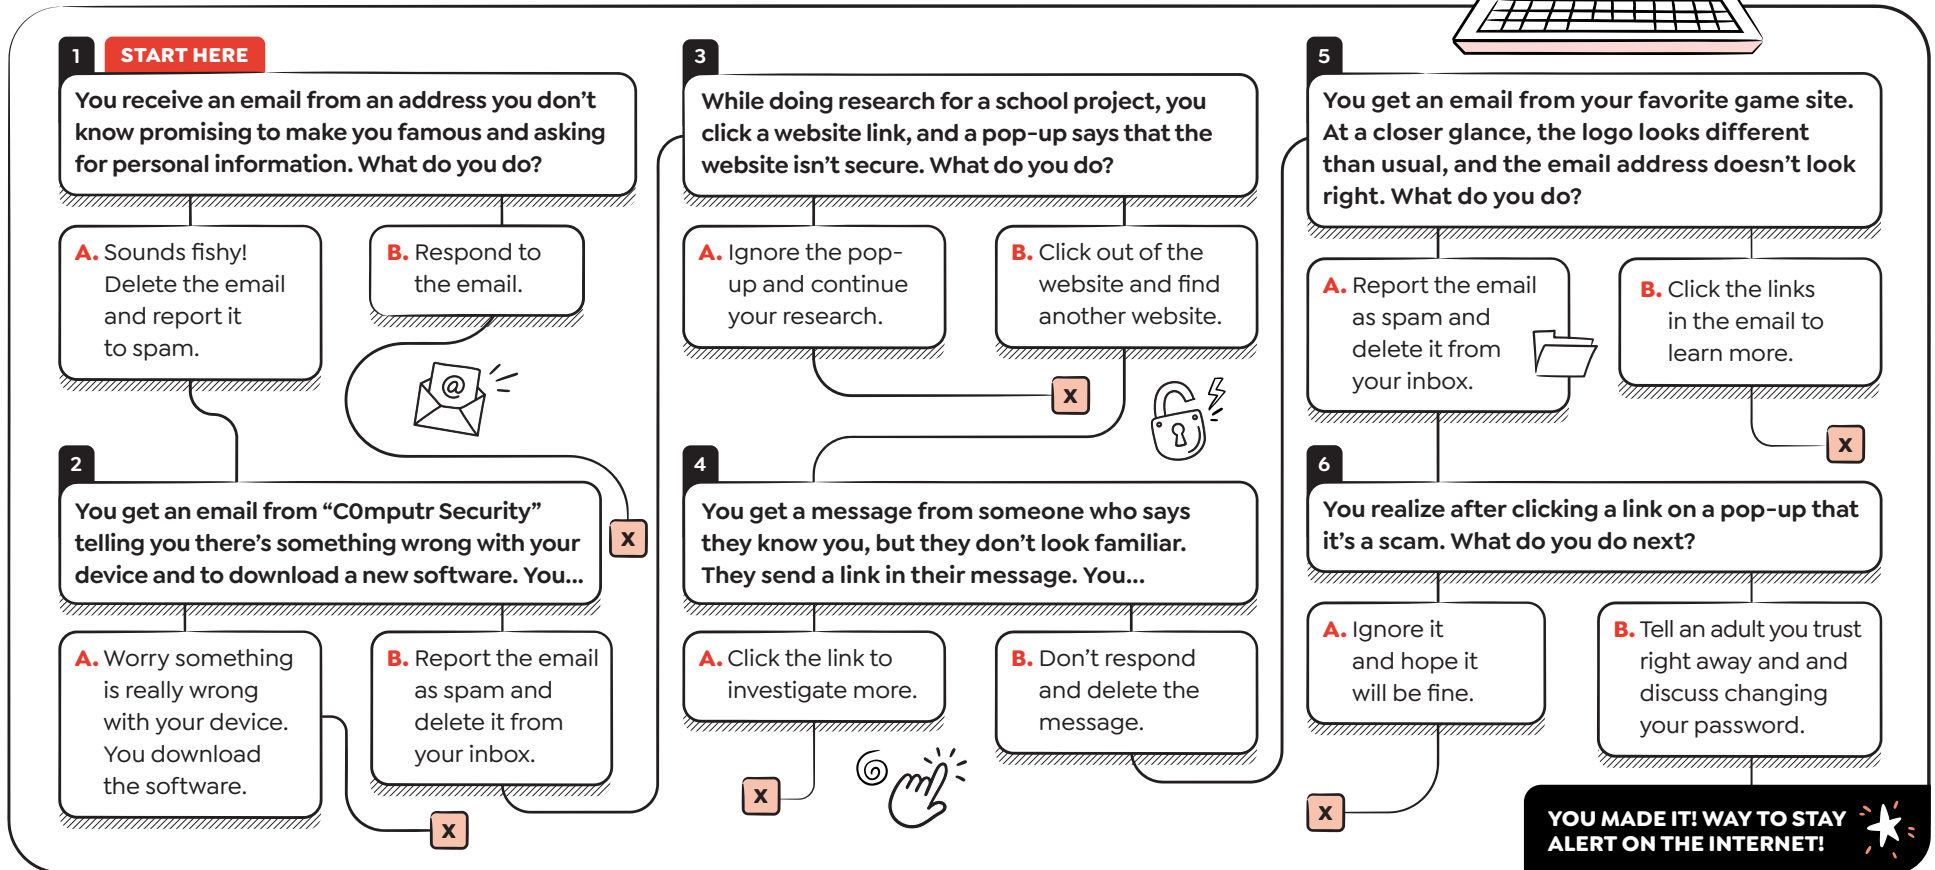 1
START HERE
You receive an email from an address you don't
know promising to make you famous and asking
for personal information. What do you do?
A. Sounds fishy!
Delete the email
and report it
to spam.
B. Respond to
the email.
@
X
2
You get an email from “C0mputr Security”
telling you there's something wrong with your
device and to download a new software. You...
A. Worry something
is really wrong
with your device.
You download
the software.
B. Report the email
as spam and
delete it from
your inbox.
X
3
While doing research for a school project, you
click a website link, and a pop-up says that the
website isn't secure. What do you do?
A. Ignore the pop-
up and continue
your research.
B. Click out of the
website and find
another website.
X
4
You get a message from someone who says
they know you, but they don't look familiar.
They send a link in their message. You...
A. Click the link to
investigate more.
B. Don't respond
and delete the
message.
X
5
You get an email from your favorite game site.
At a closer glance, the logo looks different
than usual, and the email address doesn't look
right. What do you do?
A. Report the email
as spam and
delete it from
your inbox.
B. Click the links
in the email to
learn more.
X
6
You realize after clicking a link on a pop-up that
it's a scam. What do you do next?
A. Ignore it
and hope it
will be fine.
B. Tell an adult you trust
right away and and
discuss changing
your password.
X
YOU MADE IT! WAY TO STAY
ALERT ON THE INTERNET!